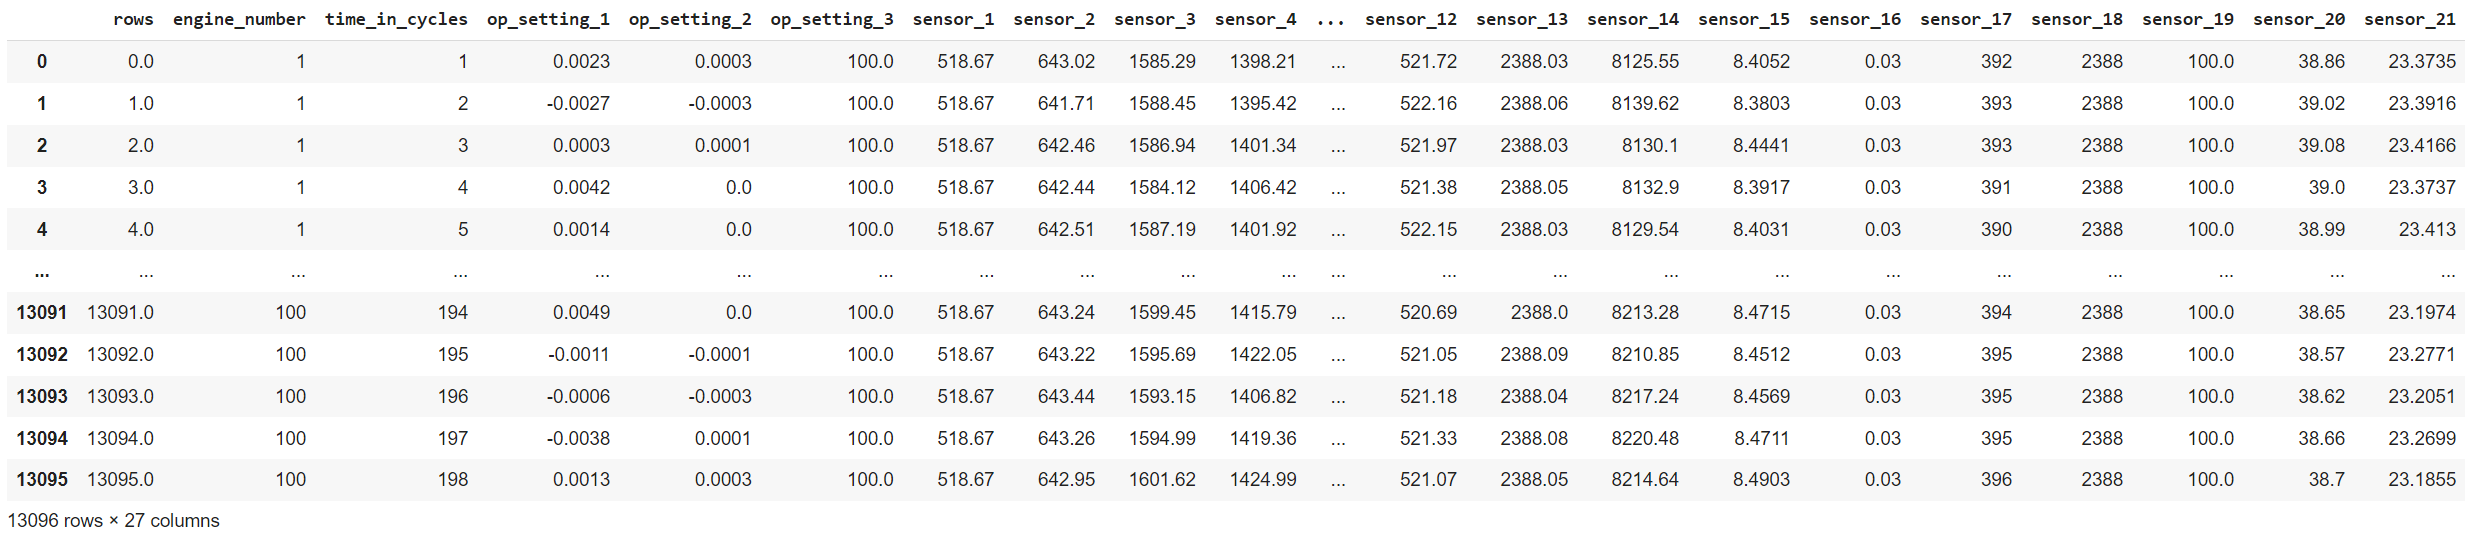 rows engine_number time_in_cycles op_setting_1 op_setting_2 op_setting_3 sensor_1 sensor_2 sensor_3 sensor_4 ... sensor_12 sensor_13 sensor_14 sensor_15 sensor_16 sensor_17 sensor_18 sensor_19 sensor_20 sensor_21
0 0.0 1 1 0.0023 0.0003 100.0 518.67 643.02 1585.29 1398.21 ... 521.72 2388.03 8125.55 8.4052 0.03 392 2388 100.0 38.86 23.3735
1 1.0 1 2 -0.0027 -0.0003 100.0 518.67 641.71 1588.45 1395.42 ... 522.16 2388.06 8139.62 8.3803 0.03 393 2388 100.0 39.02 23.3916
2 2.0 1 3 0.0003 0.0001 100.0 518.67 642.46 1586.94 1401.34 ... 521.97 2388.03 8130.1 8.4441 0.03 393 2388 100.0 39.08 23.4166
3 3.0 1 4 0.0042 0.0 100.0 518.67 642.44 1584.12 1406.42 ... 521.38 2388.05 8132.9 8.3917 0.03 391 2388 100.0 39.0 23.3737
4 4.0 1 5 0.0014 0.0 100.0 518.67 642.51 1587.19 1401.92 ... 522.15 2388.03 8129.54 8.4031 0.03 390 2388 100.0 38.99 23.413
... ... ... ... ... ... ... ... ... ... ... ... ... ... ... ... ... ... ... ... ... ...
13091 13091.0 100 194 0.0049 0.0 100.0 518.67 643.24 1599.45 1415.79 ... 520.69 2388.0 8213.28 8.4715 0.03 394 2388 100.0 38.65 23.1974
13092 13092.0 100 195 -0.0011 -0.0001 100.0 518.67 643.22 1595.69 1422.05 ... 521.05 2388.09 8210.85 8.4512 0.03 395 2388 100.0 38.57 23.2771
13093 13093.0 100 196 -0.0006 -0.0003 100.0 518.67 643.44 1593.15 1406.82 ... 521.18 2388.04 8217.24 8.4569 0.03 395 2388 100.0 38.62 23.2051
13094 13094.0 100 197 -0.0038 0.0001 100.0 518.67 643.26 1594.99 1419.36 ... 521.33 2388.08 8220.48 8.4711 0.03 395 2388 100.0 38.66 23.2699
13095 13095.0 100 198 0.0013 0.0003 100.0 518.67 642.95 1601.62 1424.99 ... 521.07 2388.05 8214.64 8.4903 0.03 396 2388 100.0 38.7 23.1855
13096 rows × 27 columns